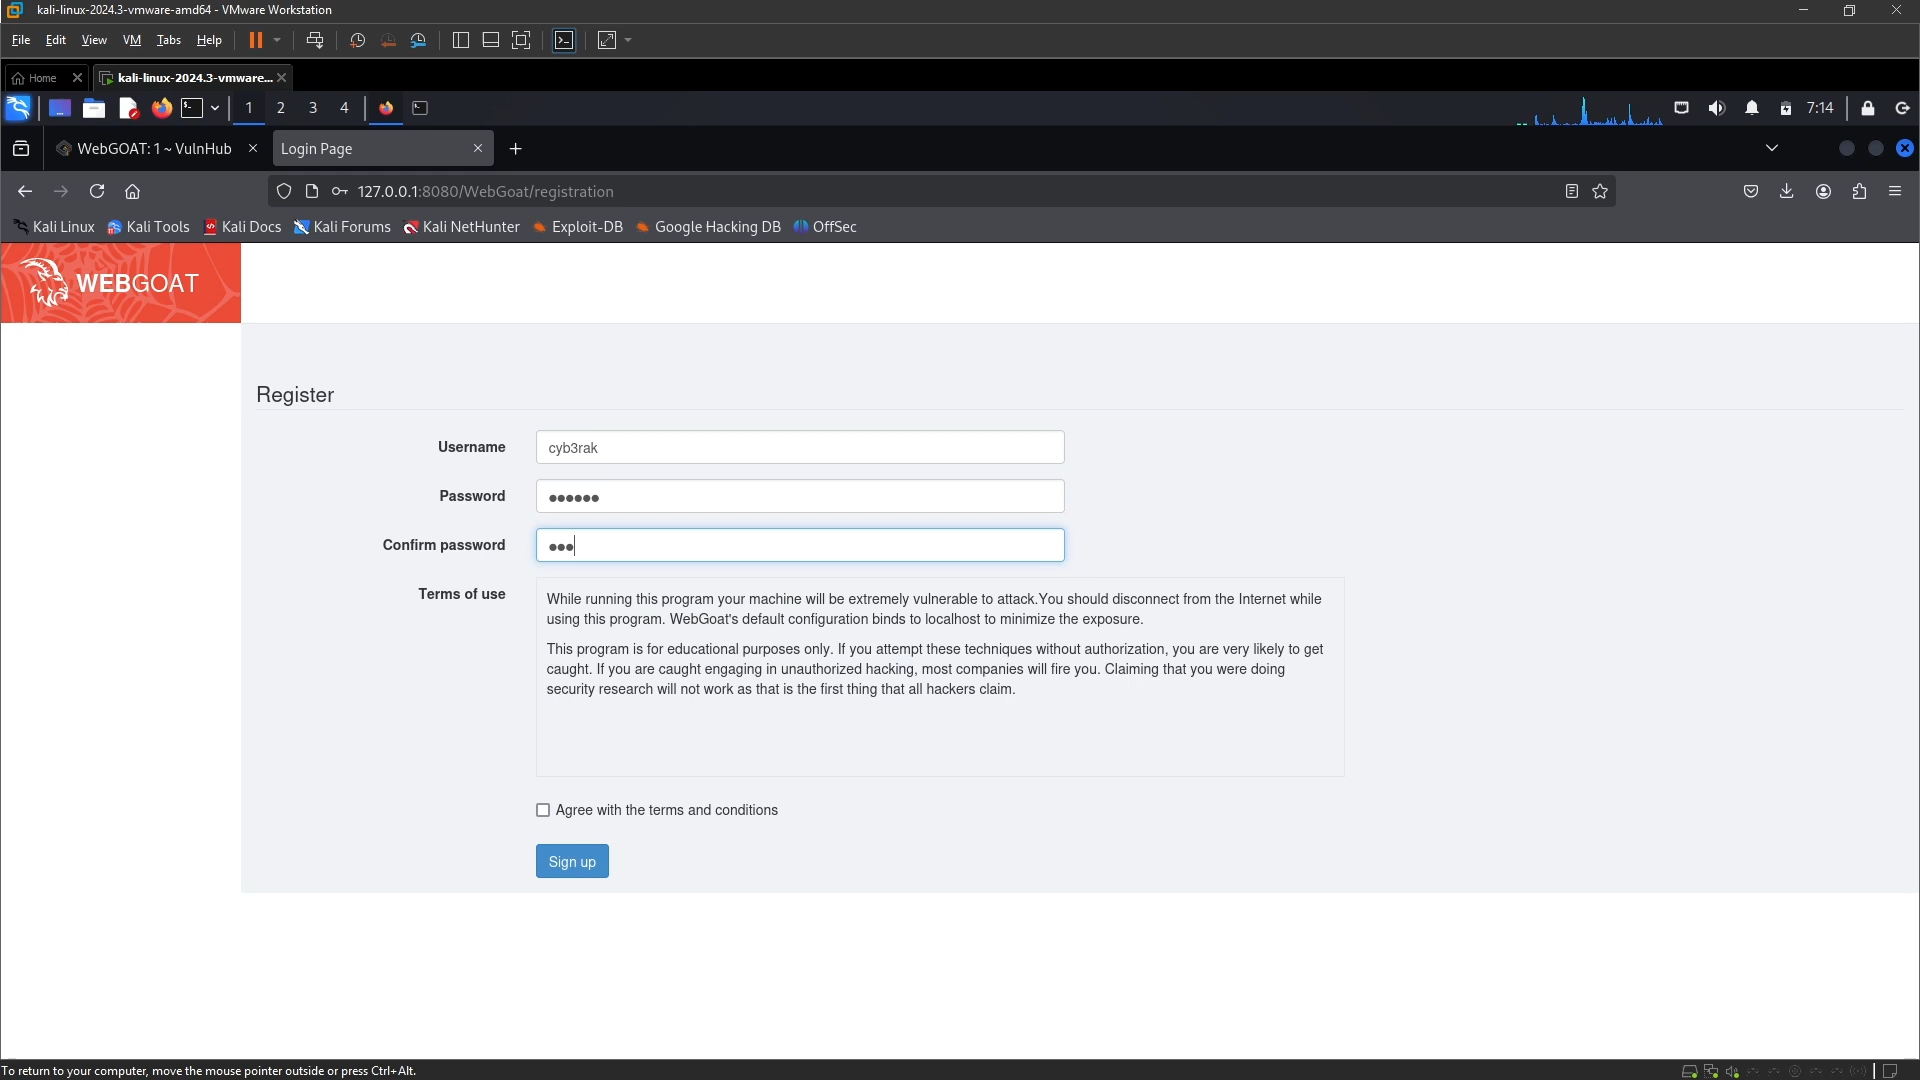 kali-linux-2024.3-vmware-amd64 - VMware Workstation
File Edit View VM Tabs Help
Home kali-linux-2024.3-vmware...
1 2 3 4 7:14
WebGOAT: 1 ~ VulnHub Login Page
127.0.0.1:8080/WebGoat/registration
Kali Linux Kali Tools Kali Docs Kali Forums Kali NetHunter Exploit-DB Google Hacking DB OffSec
WEBGOAT
Register
Username cyb3rak
Password ●●●●●●
Confirm password ●●●
Terms of use While running this program your machine will be extremely vulnerable to attack.You should disconnect from the Internet while
using this program. WebGoat's default configuration binds to localhost to minimize the exposure.
This program is for educational purposes only. If you attempt these techniques without authorization, you are very likely to get
caught. If you are caught engaging in unauthorized hacking, most companies will fire you. Claiming that you were doing
security research will not work as that is the first thing that all hackers claim.
Agree with the terms and conditions
Sign up
To return to your computer, move the mouse pointer outside or press Ctrl+Alt.